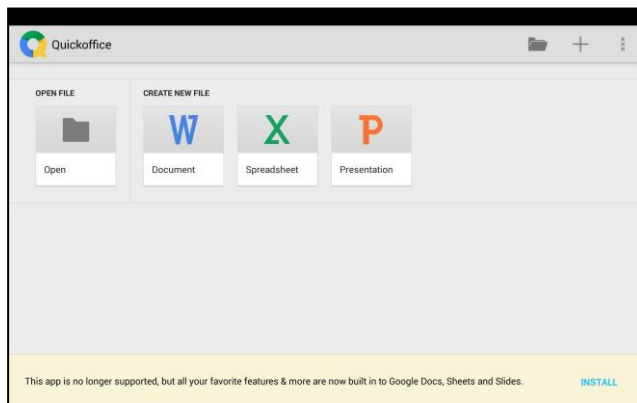 Quickoffice
OPEN FILE
CREATE NEW FILE
W
X
P
Open
Document
Spreadsheet
Presentation
This app is no longer supported, but all your favorite features & more are now built in to Google Docs, Sheets and Slides.
INSTALL